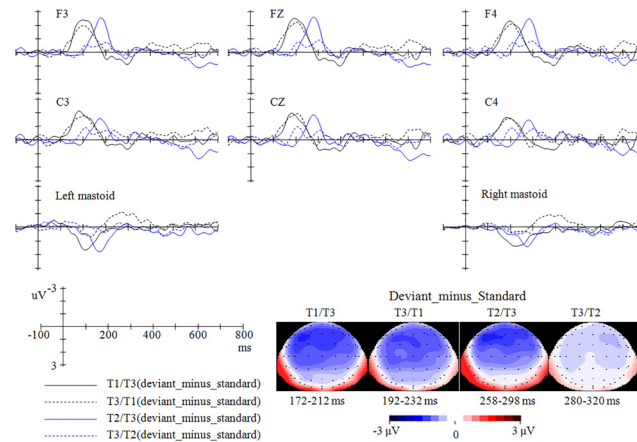 F3 FZ F4
C3 CZ C4
Left mastoid Right mastoid
uV -3
-100 200 400 600 800
ms
3
Deviant_minus_Standard
T1/T3 T3/T1 T2/T3 T3/T2
172-212 ms 192-232 ms 258-298 ms 280-320 ms
-3 µV 0 3 µV
T1/T3(deviant_minus_standard)
T3/T1(deviant_minus_standard)
T2/T3(deviant_minus_standard)
T3/T2(deviant_minus_standard)